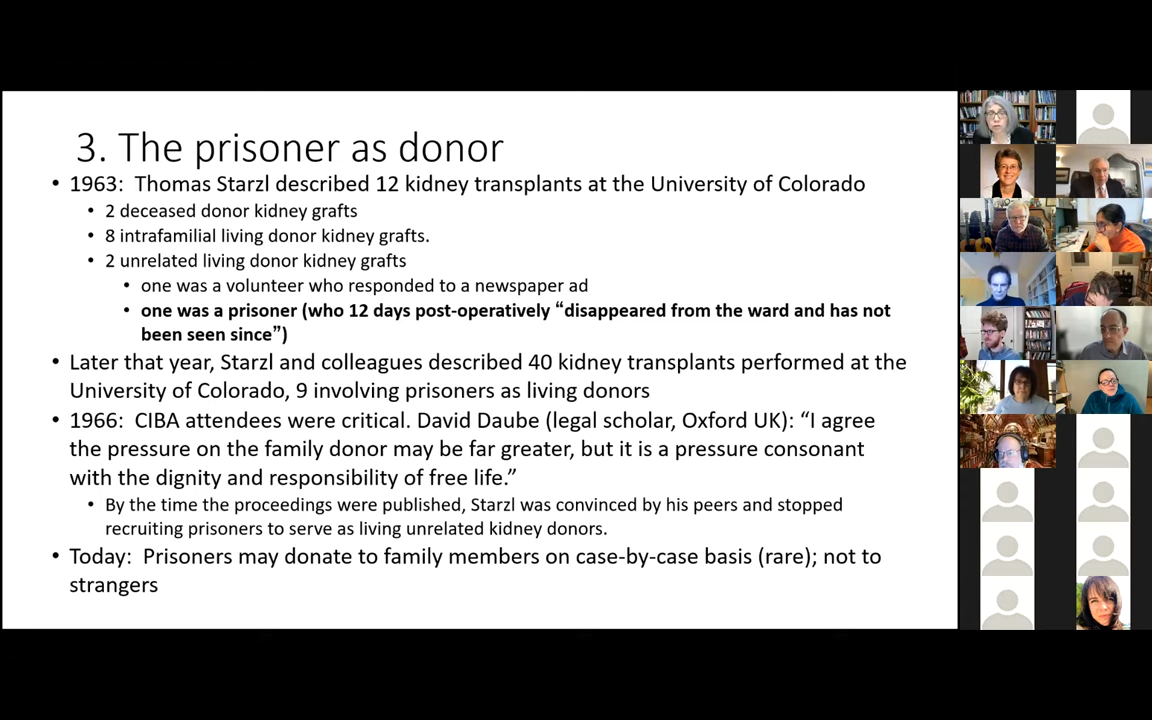 3. The prisoner as donor
• 1963: Thomas Starzl described 12 kidney transplants at the University of Colorado
• 2 deceased donor kidney grafts
• 8 intrafamilial living donor kidney grafts.
• 2 unrelated living donor kidney grafts
• one was a volunteer who responded to a newspaper ad
• one was a prisoner (who 12 days post-operatively “disappeared from the ward and has not
been seen since”)
• Later that year, Starzl and colleagues described 40 kidney transplants performed at the
University of Colorado, 9 involving prisoners as living donors
• 1966: CIBA attendees were critical. David Daube (legal scholar, Oxford UK): “I agree
the pressure on the family donor may be far greater, but it is a pressure consonant
with the dignity and responsibility of free life.”
• By the time the proceedings were published, Starzl was convinced by his peers and stopped
recruiting prisoners to serve as living unrelated kidney donors.
• Today: Prisoners may donate to family members on case-by-case basis (rare); not to
strangers